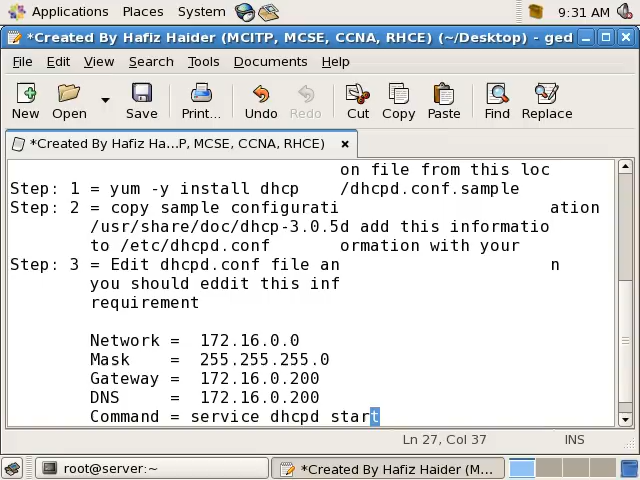 Applications Places System 9:31 AM
*Created By Hafiz Haider (MCITP, MCSE, CCNA, RHCE) (~/Desktop) - ged
File Edit View Search Tools Documents Help
New Open Save Print... Undo Redo Cut Copy Paste Find Replace
*Created By Hafiz Ha...P, MCSE, CCNA, RHCE)
on file from this loc
Step: 1 = yum -y install dhcp /dhcpd.conf.sample
Step: 2 = copy sample configurati ation
/usr/share/doc/dhcp-3.0.5d add this informatio
to /etc/dhcpd.conf ormation with your
Step: 3 = Edit dhcpd.conf file an n
you should eddit this inf
requirement
Network = 172.16.0.0
Mask = 255.255.255.0
Gateway = 172.16.0.200
DNS = 172.16.0.200
Command = service dhcpd start
Ln 27, Col 37 INS
root@server:~ *Created By Hafiz Haider (M...